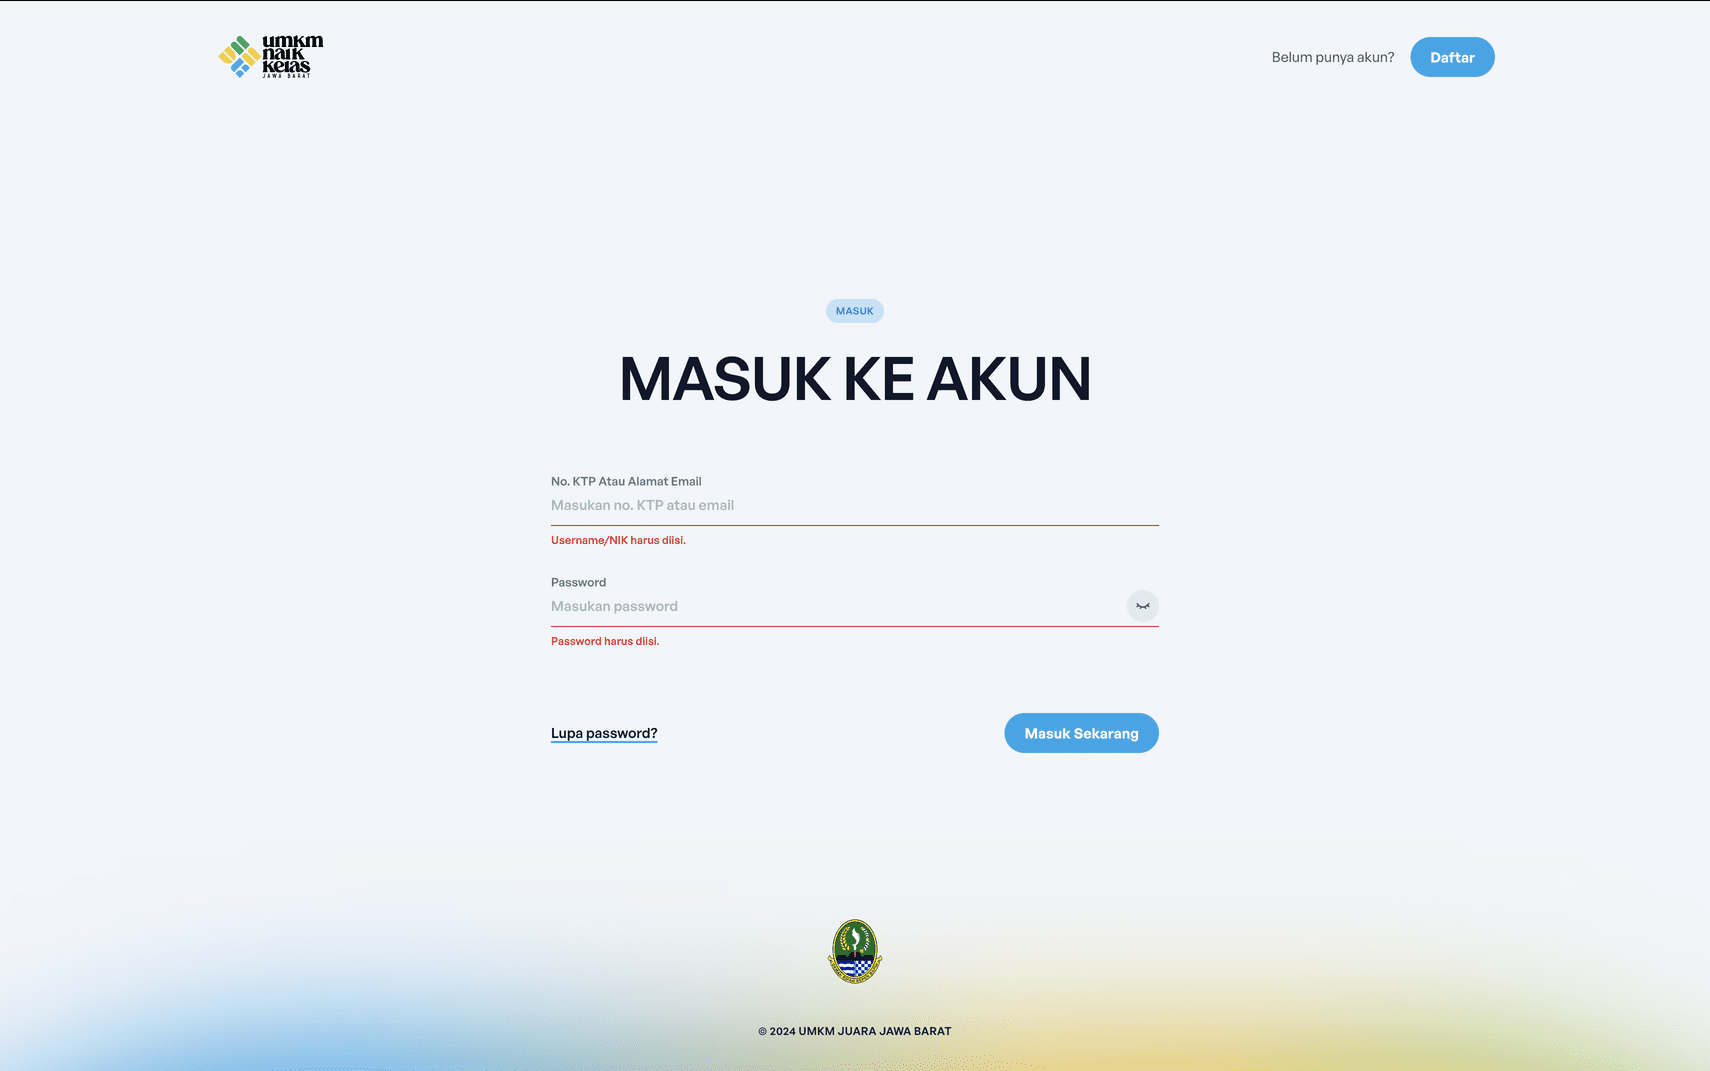 umkm
naik
kelas
JAWA BARAT
Belum punya akun?
Daftar
MASUK
MASUK KE AKUN
No. KTP Atau Alamat Email
Masukan no. KTP atau email
Username/NIK harus diisi.
Password
Masukan password
Password harus diisi.
Lupa password?
Masuk Sekarang
© 2024 UMKM JUARA JAWA BARAT